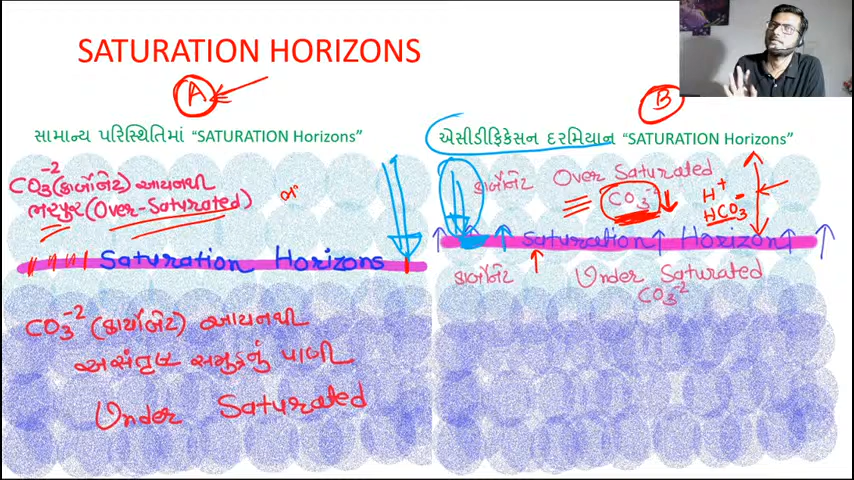 SATURATION HORIZONS
A
સામાન્ય પરિસ્થિતિમાં “SATURATION Horizons”
CO₃⁻² (કાર્બોનેટ) આયનથી
ભરપુર (Over-Saturated)
Saturation Horizons
CO₃⁻² (કાર્બોનેટ) આયનથી
અસંતૃપ્ત સમુદ્રનું પાણી
Under Saturated
B
એસીડીફિકેસન દરમિયાન “SATURATION Horizons”
કાર્બોનેટ Over Saturated
CO₃⁻² H⁺
HCO₃⁻
Saturation Horizon
કાર્બોનેટ Under Saturated
CO₃⁻²